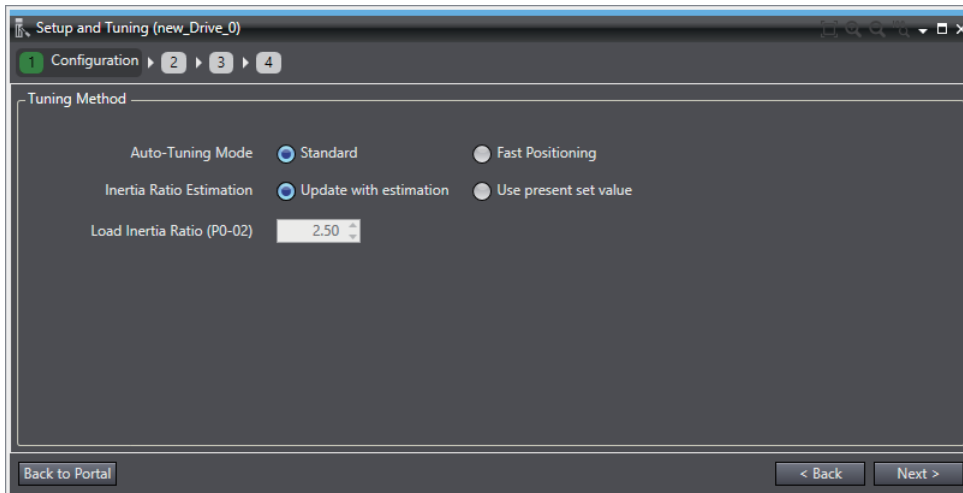 Setup and Tuning (new_Drive_0)
1 Configuration 2 3 4
Tuning Method
Auto-Tuning Mode Standard Fast Positioning
Inertia Ratio Estimation Update with estimation Use present set value
Load Inertia Ratio (P0-02) 2.50
Back to Portal < Back Next >